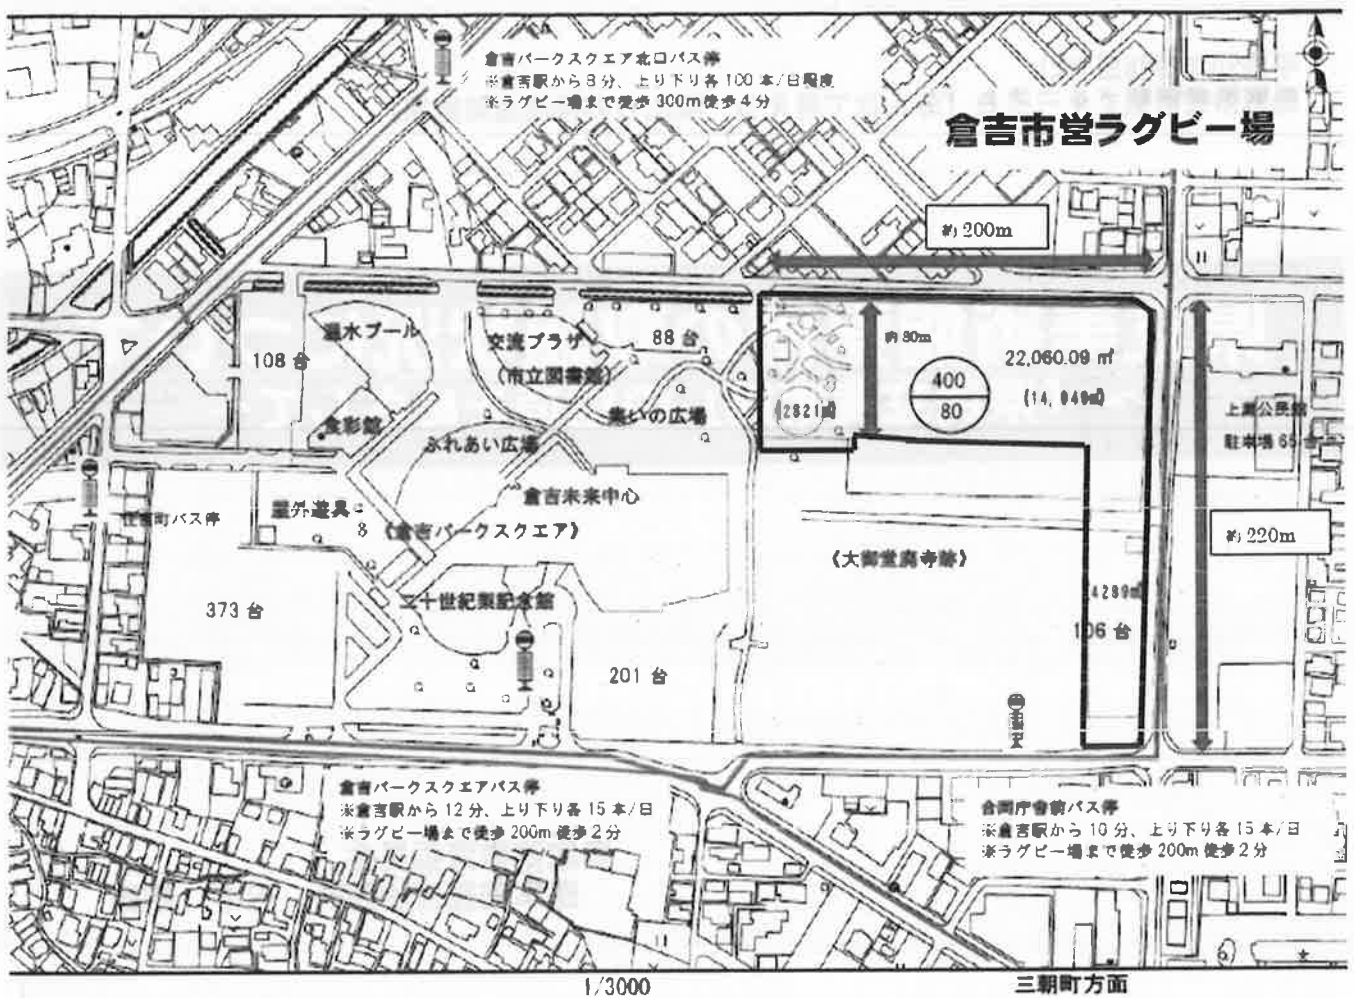 倉吉パークスクエア北口バス停
※倉吉駅から8分、上り下り各100本/日程度
※ラグビー場まで徒歩300m徒歩4分
倉吉市営ラグビー場
約200m
温水プール
交流プラザ
(市立図書館)
88台
108台
約80m
22,060.09㎡
(14,949㎡)
400
80
(2821㎡)
食彩館
ふれあい広場
集いの広場
上灘公民館
駐車場
住吉町バス停
屋外遊具
倉吉未来中心
《倉吉パークスクエア》
《大御堂廃寺跡》
約220m
373台
二十世紀梨記念館
4289㎡
106台
201台
倉吉パークスクエアバス停
※倉吉駅から12分、上り下り各15本/日
※ラグビー場まで徒歩200m徒歩2分
合同庁舎前バス停
※倉吉駅から10分、上り下り各15本/日
※ラグビー場まで徒歩200m徒歩2分
1/3000
三朝町方面